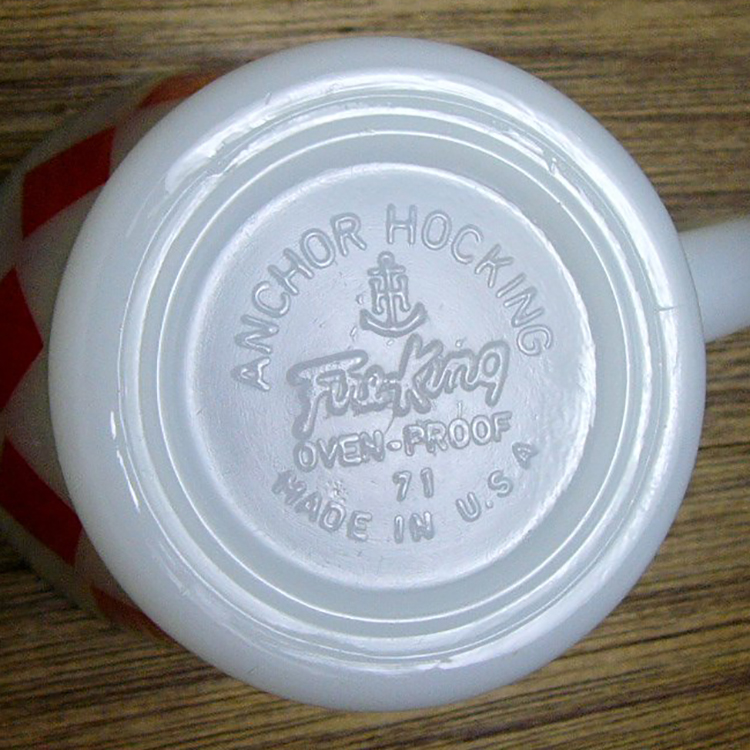 ANCHOR HOCKING
H
Fire-King
OVEN-PROOF
71
MADE IN U.S.A